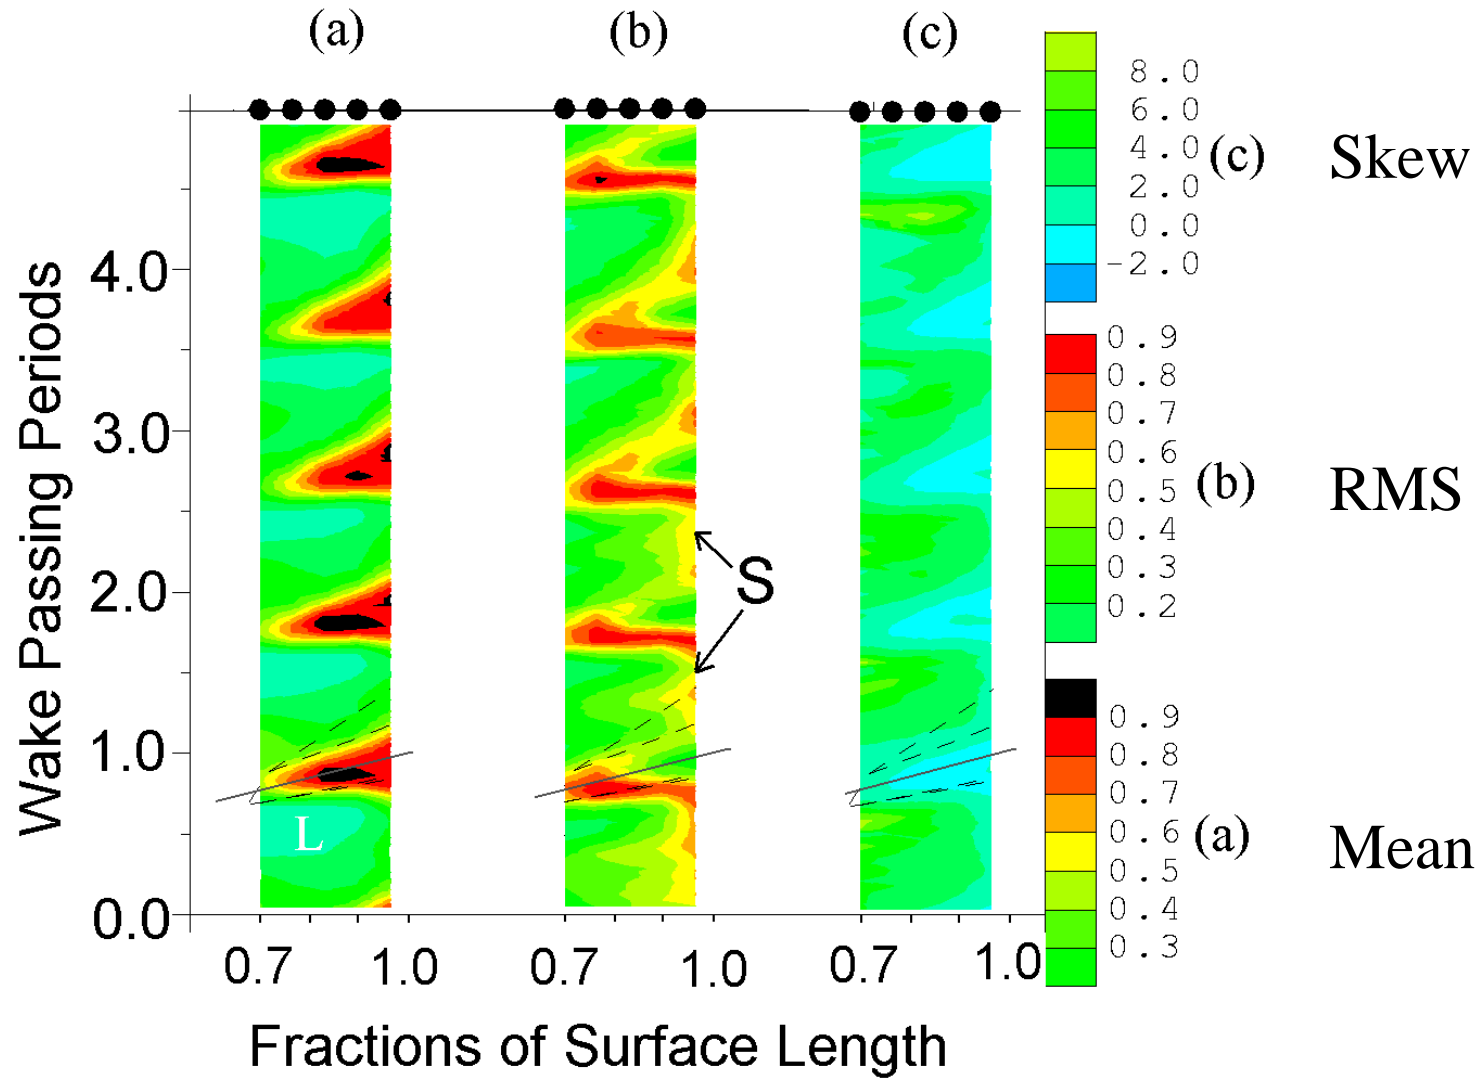 (a) (b) (c)
8.0
6.0
4.0
2.0
0.0
-2.0
(c) Skew
0.9
0.8
0.7
0.6
0.5
0.4
0.3
0.2
(b) RMS
0.9
0.8
0.7
0.6
0.5
0.4
0.3
(a) Mean
Wake Passing Periods
4.0
3.0
2.0
1.0
0.0
S
L
0.7 1.0 0.7 1.0 0.7 1.0
Fractions of Surface Length